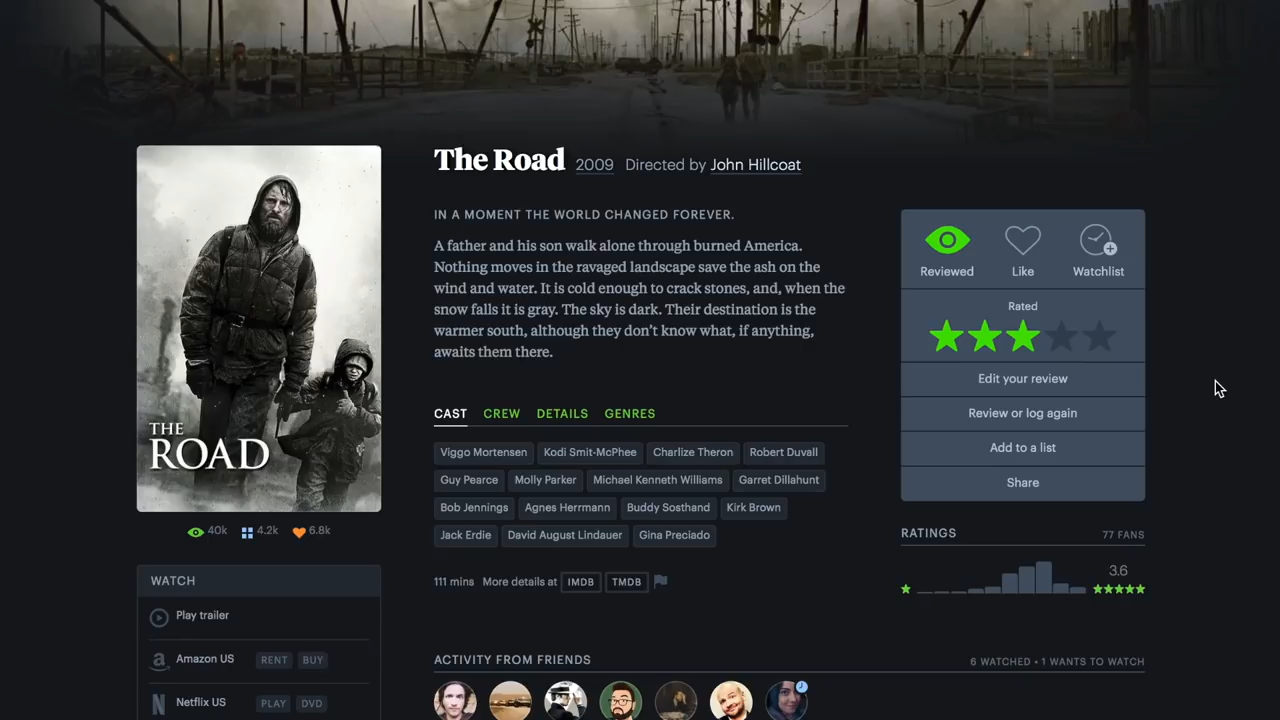 The Road 2009 Directed by John Hillcoat
IN A MOMENT THE WORLD CHANGED FOREVER.
A father and his son walk alone through burned America.
Nothing moves in the ravaged landscape save the ash on the
wind and water. It is cold enough to crack stones, and, when the
snow falls it is gray. The sky is dark. Their destination is the
warmer south, although they don't know what, if anything,
awaits them there.
THE
ROAD
40k 4.2k 6.8k
WATCH
Play trailer
Amazon US RENT BUY
Netflix US PLAY DVD
CAST CREW DETAILS GENRES
Viggo Mortensen Kodi Smit-McPhee Charlize Theron Robert Duvall
Guy Pearce Molly Parker Michael Kenneth Williams Garret Dillahunt
Bob Jennings Agnes Herrmann Buddy Sosthand Kirk Brown
Jack Erdie David August Lindauer Gina Preciado
111 mins More details at IMDB TMDB
ACTIVITY FROM FRIENDS 6 WATCHED • 1 WANTS TO WATCH
Reviewed Like Watchlist
Rated
Edit your review
Review or log again
Add to a list
Share
RATINGS 77 FANS
3.6